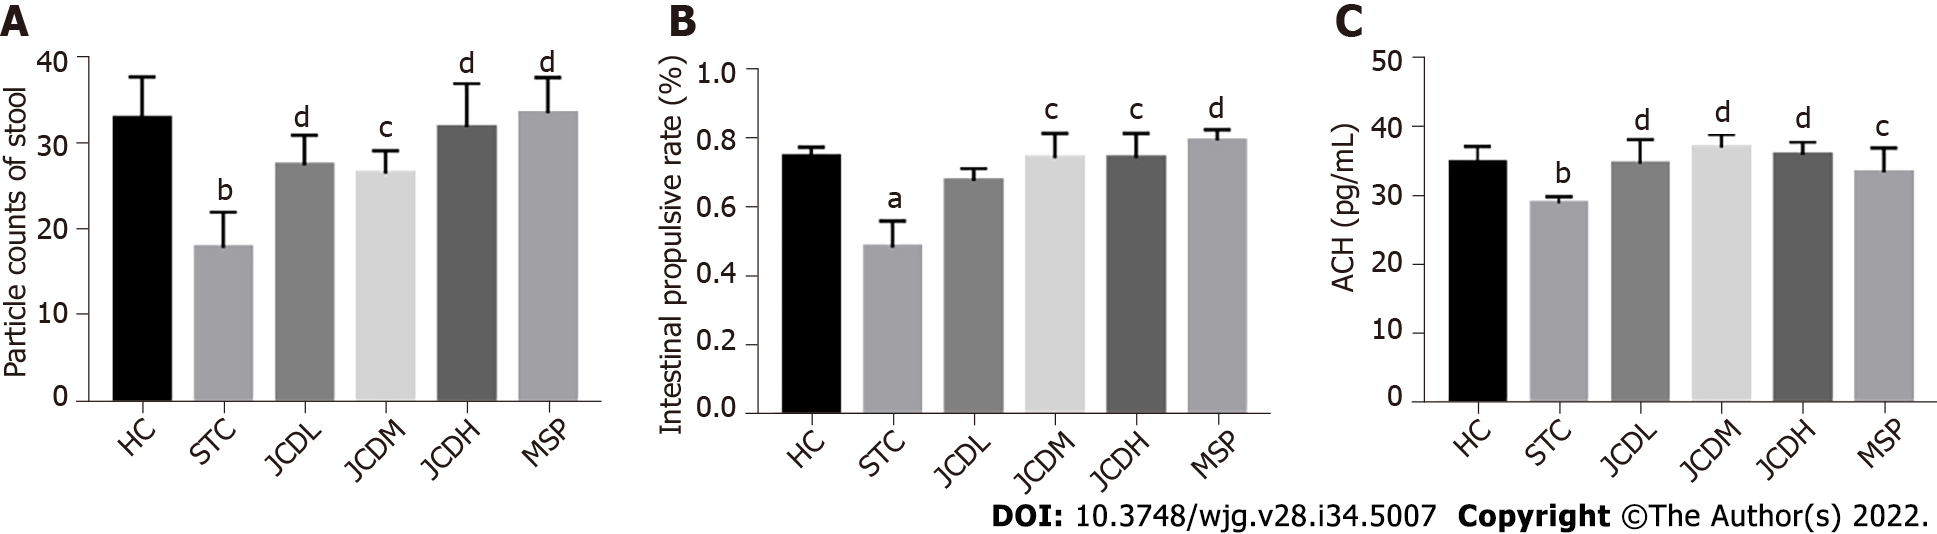 A
Particle counts of stool
40
30
20
10
0
b
d
c
d
d
HC
STC
JCDL
JCDM
JCDH
MSP
B
Intestinal propulsive rate (%)
1.0
0.8
0.6
0.4
0.2
0.0
a
c
c
d
HC
STC
JCDL
JCDM
JCDH
MSP
C
ACH (pg/mL)
50
40
30
20
10
0
b
d
d
d
c
HC
STC
JCDL
JCDM
JCDH
MSP
DOI: 10.3748/wjg.v28.i34.5007 Copyright ©The Author(s) 2022.